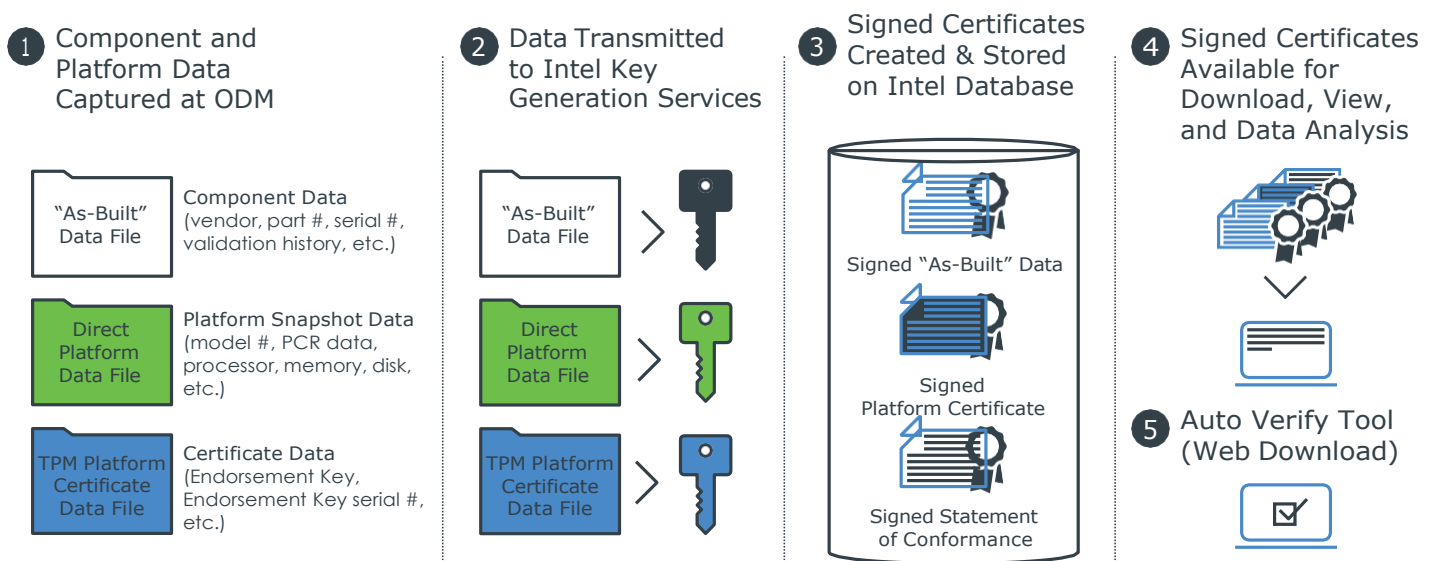 1
Component and
Platform Data
Captured at ODM
"As-Built"
Data File
Component Data
(vendor, part #, serial #,
validation history, etc.)
Direct
Platform
Data File
Platform Snapshot Data
(model #, PCR data,
processor, memory, disk,
etc.)
TPM Platform
Certificate
Data File
Certificate Data
(Endorsement Key,
Endorsement Key serial #,
etc.)
2
Data Transmitted
to Intel Key
Generation Services
"As-Built"
Data File
Direct
Platform
Data File
TPM Platform
Certificate
Data File
3
Signed Certificates
Created & Stored
on Intel Database
Signed "As-Built" Data
Signed
Platform Certificate
Signed Statement
of Conformance
4
Signed Certificates
Available for
Download, View,
and Data Analysis
5
Auto Verify Tool
(Web Download)